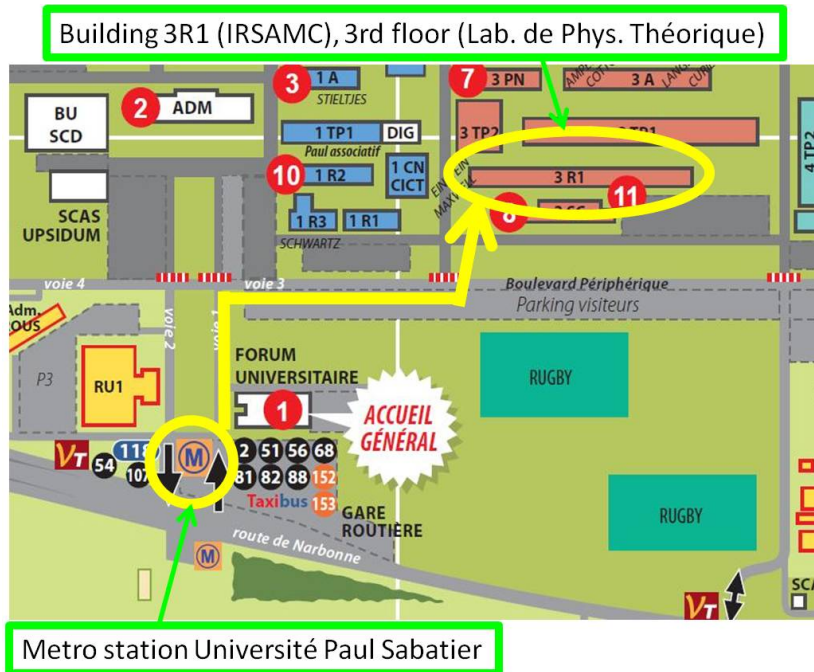 Building 3R1 (IRSAMC), 3rd floor (Lab. de Phys. Théorique)
3
1 A
STIELTJES
7
3 PN
3 A
2
ADM
BU
SCD
3 TP2
1 TP1
DIG
Paul associatif
4 TP2
10
1 R2
1 CN
CICT
3 R1
11
MAXWELL
8
SCAS
UPSIDUM
1 R3
1 R1
SCHWARTZ
voie 4
voie 3
Boulevard Périphérique
Parking visiteurs
voie 2
voie 1
Adm.
P3
RU1
FORUM
UNIVERSITAIRE
1
ACCUEIL
GÉNÉRAL
RUGBY
VT
54
118
107
M
2
51
56
68
81
82
88
152
Taxibus
153
GARE
ROUTIÈRE
route de Narbonne
M
RUGBY
VT
Metro station Université Paul Sabatier